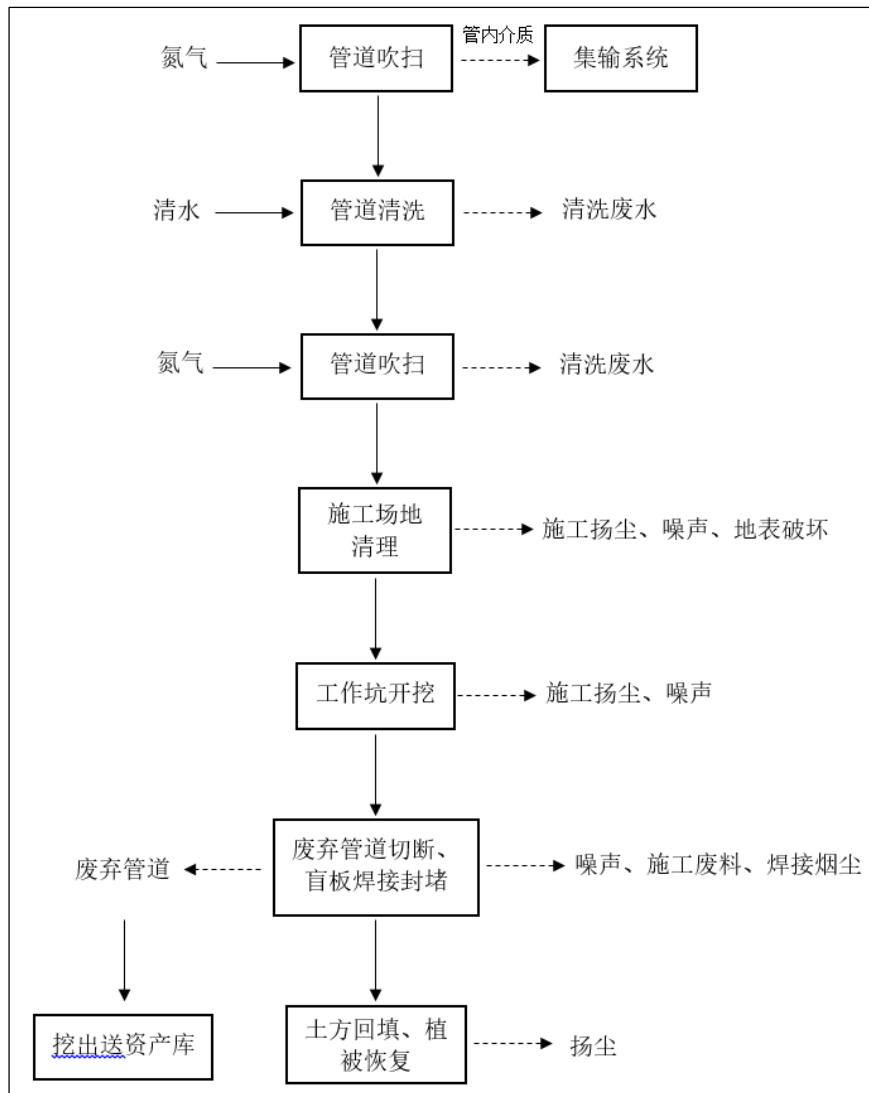 氮气
管道吹扫
管内介质
集输系统
清水
管道清洗
清洗废水
氮气
管道吹扫
清洗废水
施工场地
清理
施工扬尘、噪声、地表破坏
工作坑开挖
施工扬尘、噪声
废弃管道
废弃管道切断、
盲板焊接封堵
噪声、施工废料、焊接烟尘
挖出送资产库
土方回填、植
被恢复
扬尘